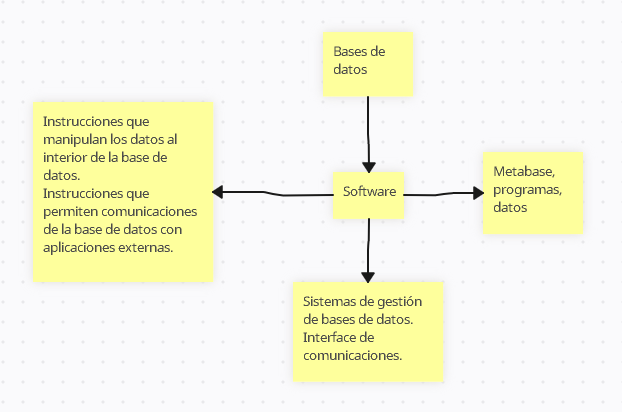 Bases de
datos
Instrucciones que
manipulan los datos al
interior de la base de
datos.
Instrucciones que
permiten comunicaciones
de la base de datos con
aplicaciones externas.
Software
Metabase,
programas,
datos
Sistemas de gestión
de bases de datos.
Interface de
comunicaciones.